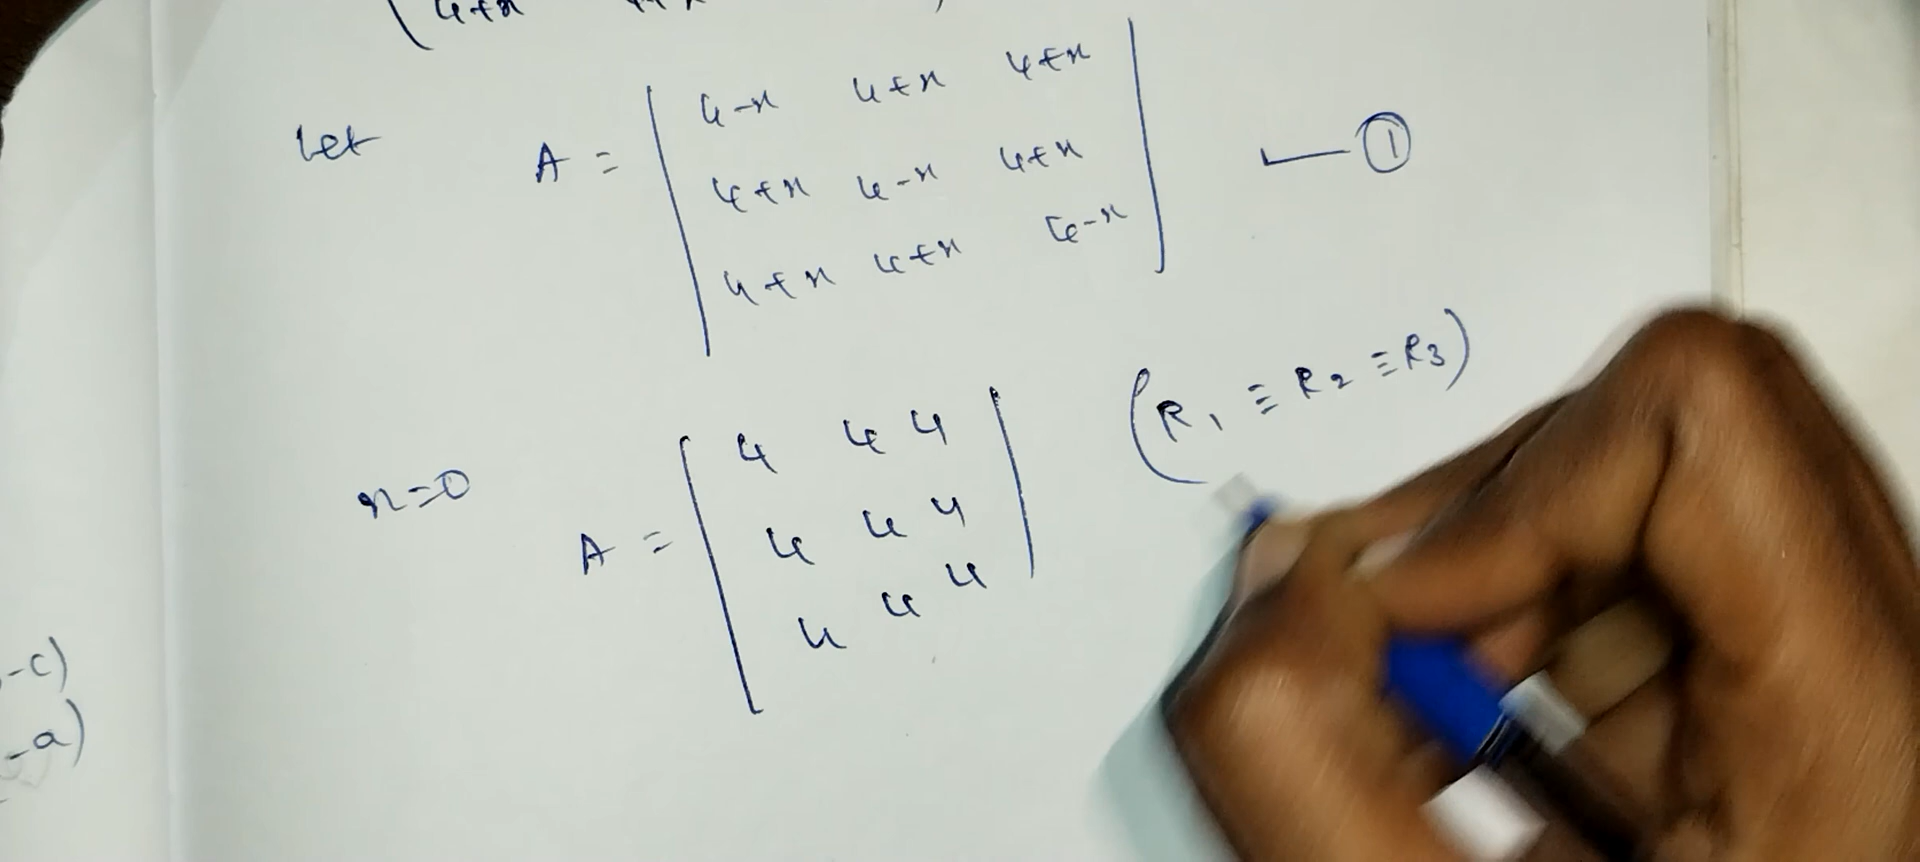 4+x
Let A = | 4-x 4+x 4+x |
4+x 4-x 4+x — ①
4+x 4+x 4-x
(R1 ≡ R2 ≡ R3)
x=0 A = | 4 4 4 |
4 4 4
4 4 4
-c)
-a)